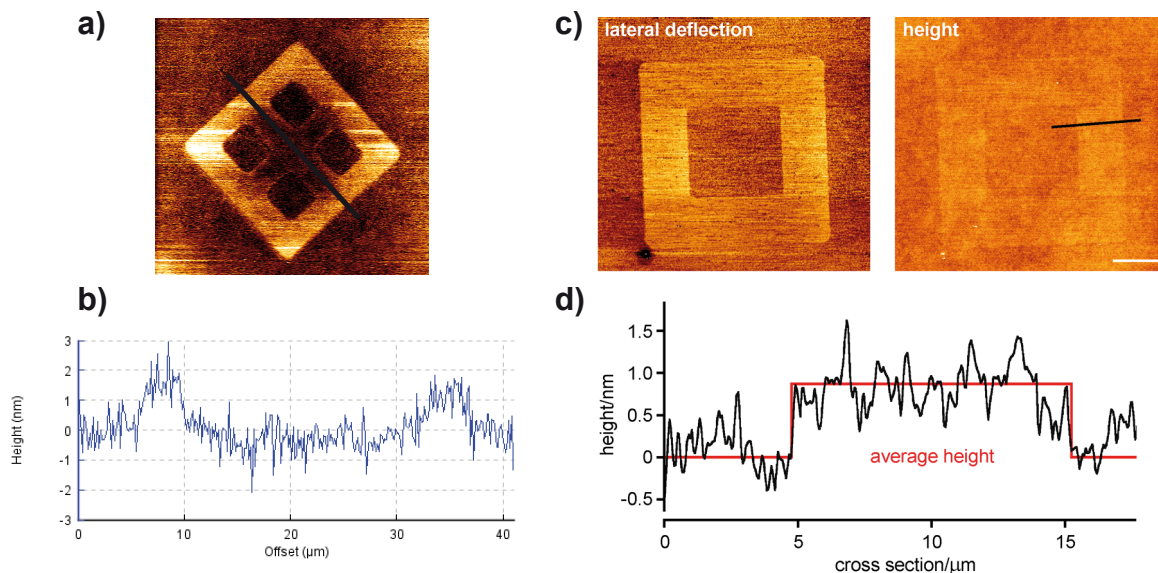 a)
c)
lateral deflection
height
b)
3
2
1
0
-1
-2
-3
Height (nm)
0
10
20
30
40
Offset (µm)
d)
1.5
1.0
0.5
0
-0.5
height/nm
average height
0
5
10
15
cross section/µm